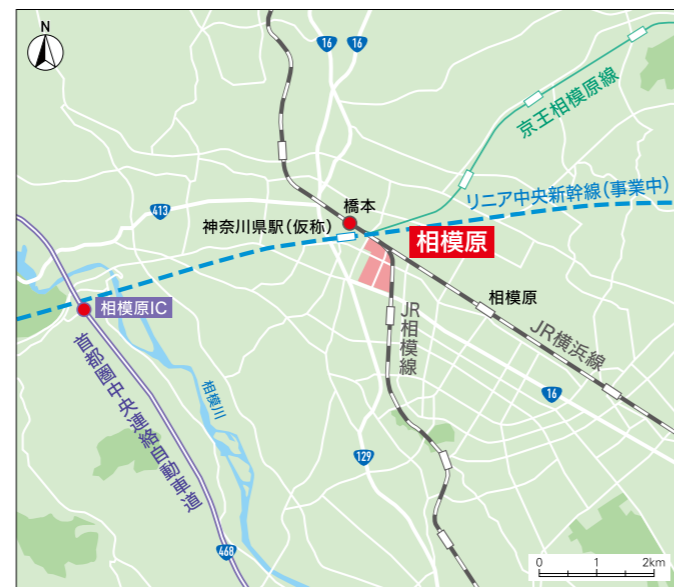 N
16
16
京王相模原線
リニア中央新幹線(事業中)
橋本
413
神奈川県駅(仮称)
相模原
相模原IC
相模原
JR相模線
JR横浜線
首都圏中央連絡自動車道
相模川
16
129
468
0 1 2km